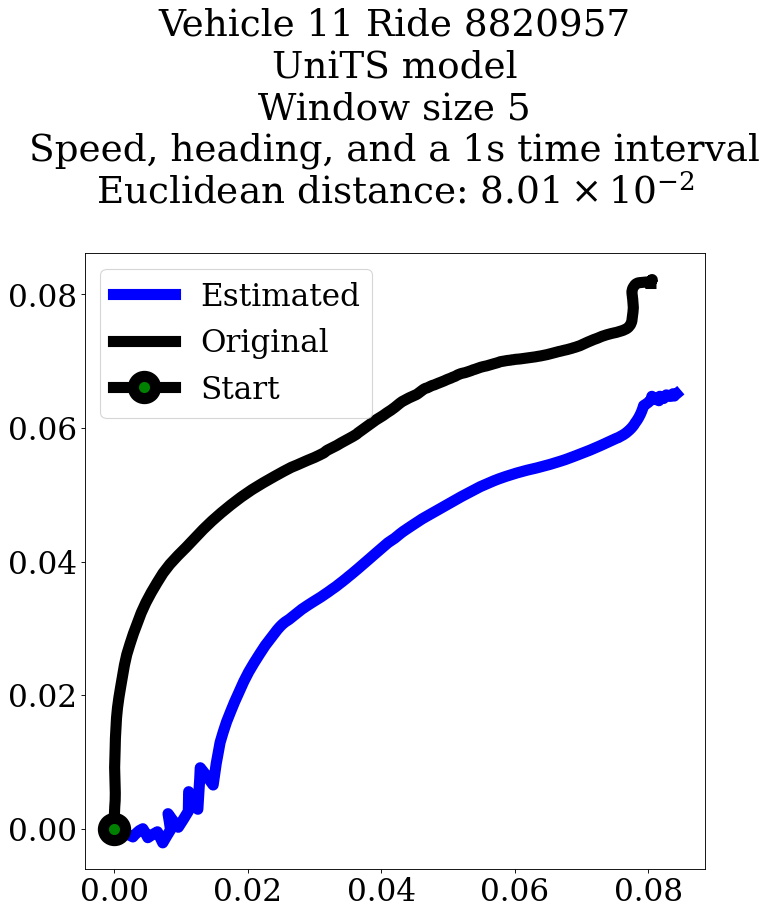 Vehicle 11 Ride 8820957
UniTS model
Window size 5
Speed, heading, and a 1s time interval
Euclidean distance: 8.01 × 10⁻²
Estimated
Original
Start
0.08
0.06
0.04
0.02
0.00
0.00 0.02 0.04 0.06 0.08